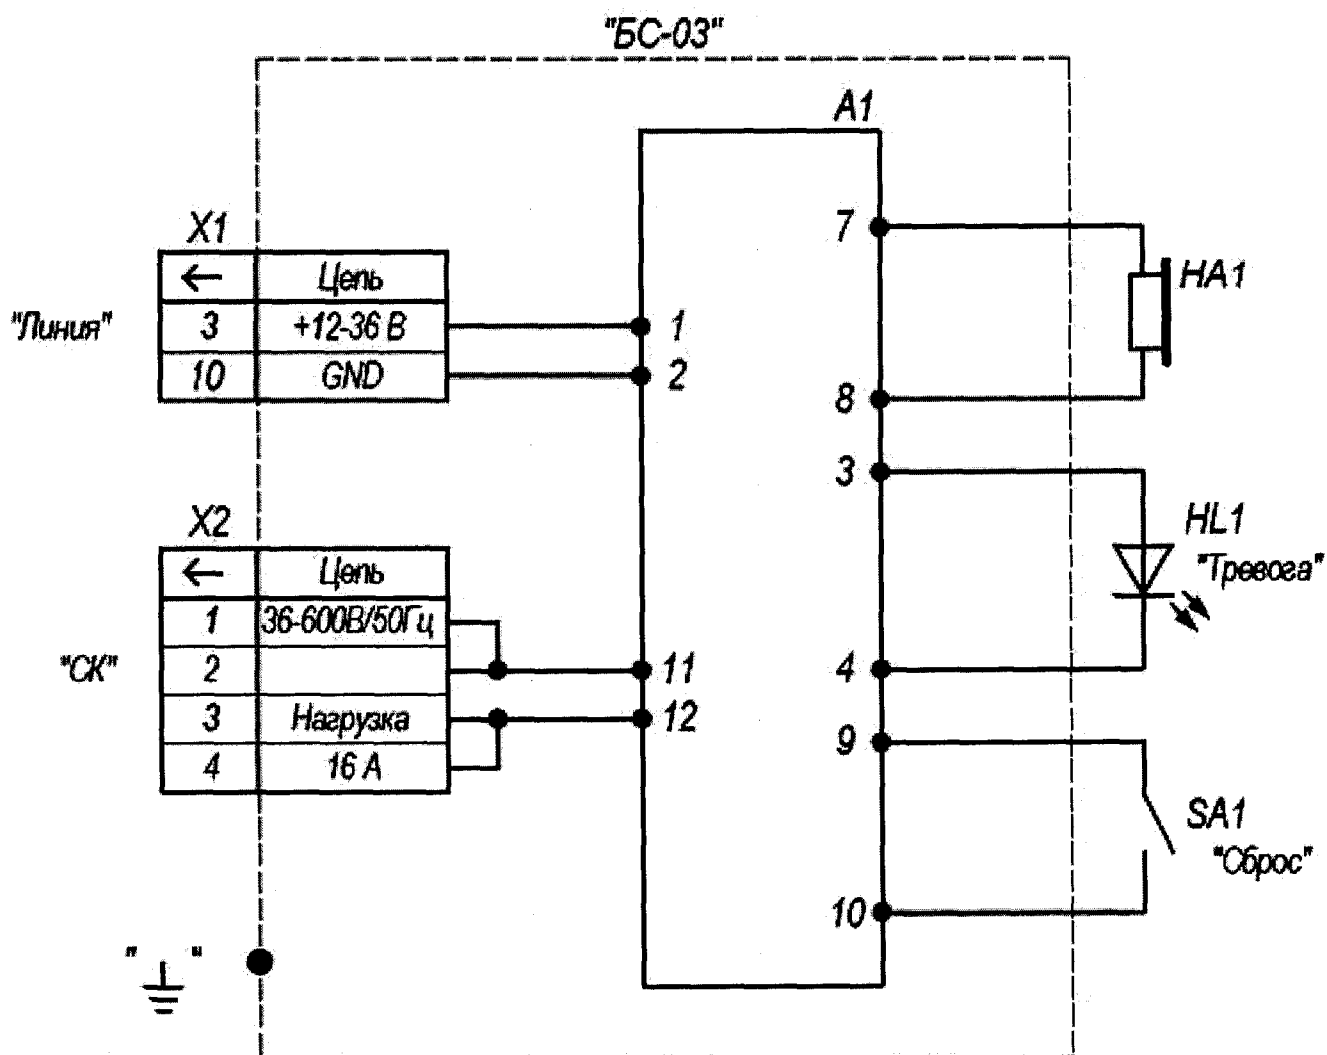 "БС-03"
А1
X1
Цепь
"Линия"
3 +12-36 В
10 GND
1
2
X2
Цепь
"СК"
1 36-600В/50Гц
2
3 Нагрузка
4 16 А
11
12
7
8
3
4
9
10
HA1
HL1
"Тревога"
SA1
"Сброс"
" "